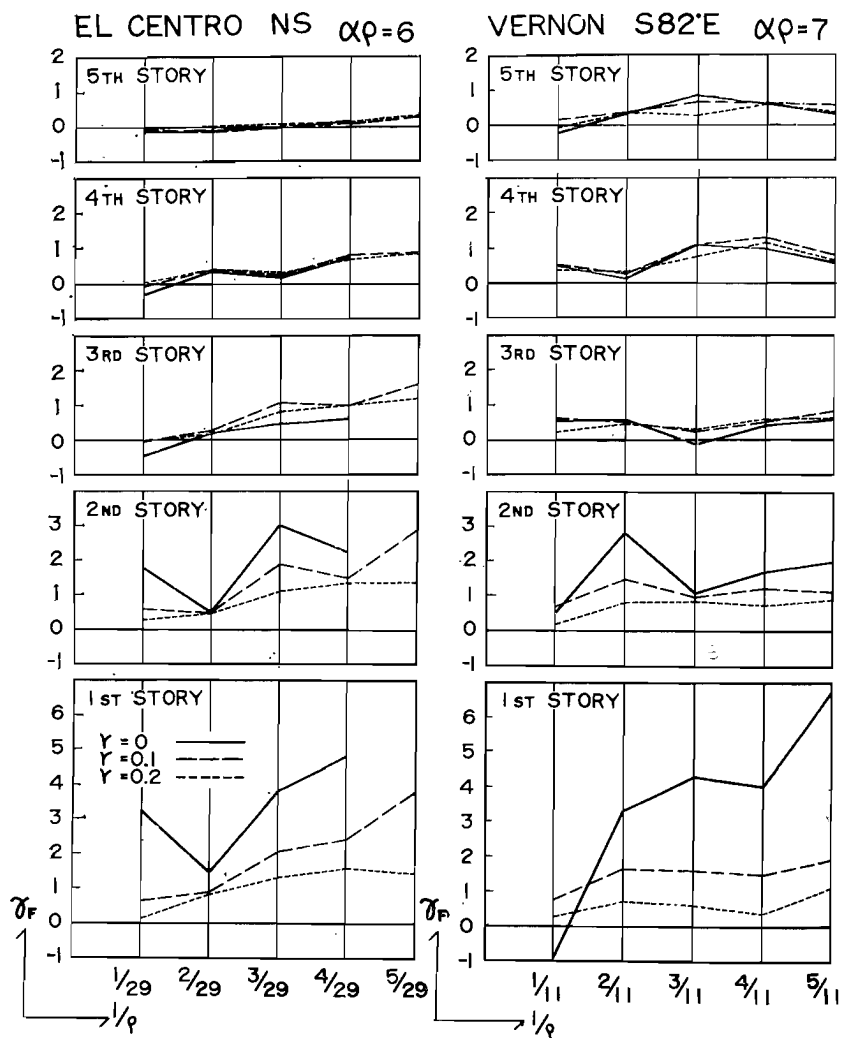 EL CENTRO NS αρ=6
5TH STORY
2
1
0
-1
4TH STORY
2
1
0
-1
3RD STORY
2
1
0
-1
2ND STORY
3
2
1
0
-1
1ST STORY
6
5
4
3
2
1
0
-1
γ=0
γ=0.1
γ=0.2
γF
1/29 2/29 3/29 4/29 5/29
1/ρ
VERNON S82°E αρ=7
5TH STORY
2
1
0
-1
4TH STORY
2
1
0
-1
3RD STORY
2
1
0
-1
2ND STORY
3
2
1
0
-1
1ST STORY
6
5
4
3
2
1
0
-1
γF
1/11 2/11 3/11 4/11 5/11
1/ρ